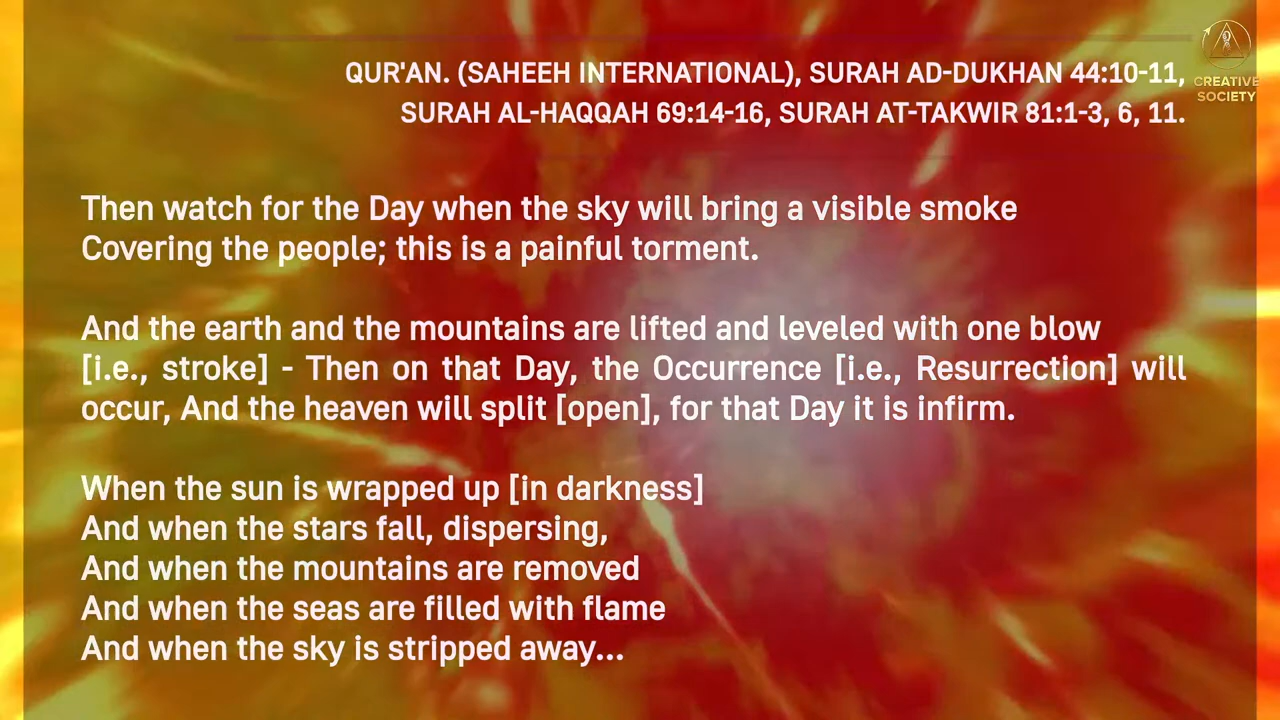 QUR'AN. (SAHEEH INTERNATIONAL), SURAH AD-DUKHAN 44:10-11,
SURAH AL-HAQQAH 69:14-16, SURAH AT-TAKWIR 81:1-3, 6, 11.
CREATIVE
SOCIETY
Then watch for the Day when the sky will bring a visible smoke
Covering the people; this is a painful torment.
And the earth and the mountains are lifted and leveled with one blow
[i.e., stroke] - Then on that Day, the Occurrence [i.e., Resurrection] will
occur, And the heaven will split [open], for that Day it is infirm.
When the sun is wrapped up [in darkness]
And when the stars fall, dispersing,
And when the mountains are removed
And when the seas are filled with flame
And when the sky is stripped away...